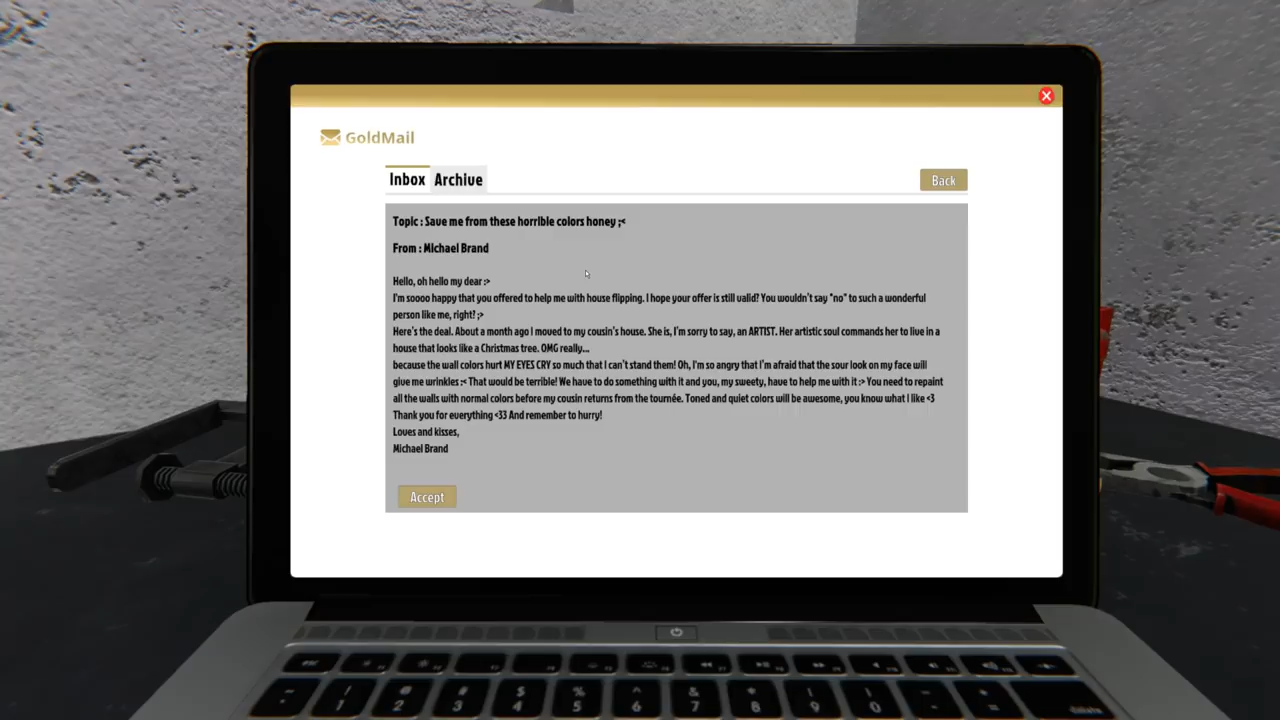 GoldMail
Inbox Archive
Back
Topic : Save me from these horrible colors honey ;<
From : Michael Brand
Hello, oh hello my dear :>
I'm soooo happy that you offered to help me with house flipping. I hope your offer is still valid? You wouldn't say "no" to such a wonderful
person like me, right? ;>
Here's the deal. About a month ago I moved to my cousin's house. She is, I'm sorry to say, an ARTIST. Her artistic soul commands her to live in a
house that looks like a Christmas tree. OMG really...
because the wall colors hurt MY EYES CRY so much that I can't stand them! Oh, I'm so angry that I'm afraid that the sour look on my face will
give me wrinkles :< That would be terrible! We have to do something with it and you, my sweety, have to help me with it :> You need to repaint
all the walls with normal colors before my cousin returns from the tournée. Toned and quiet colors will be awesome, you know what I like <3
Thank you for everything <33 And remember to hurry!
Loves and kisses,
Michael Brand
Accept